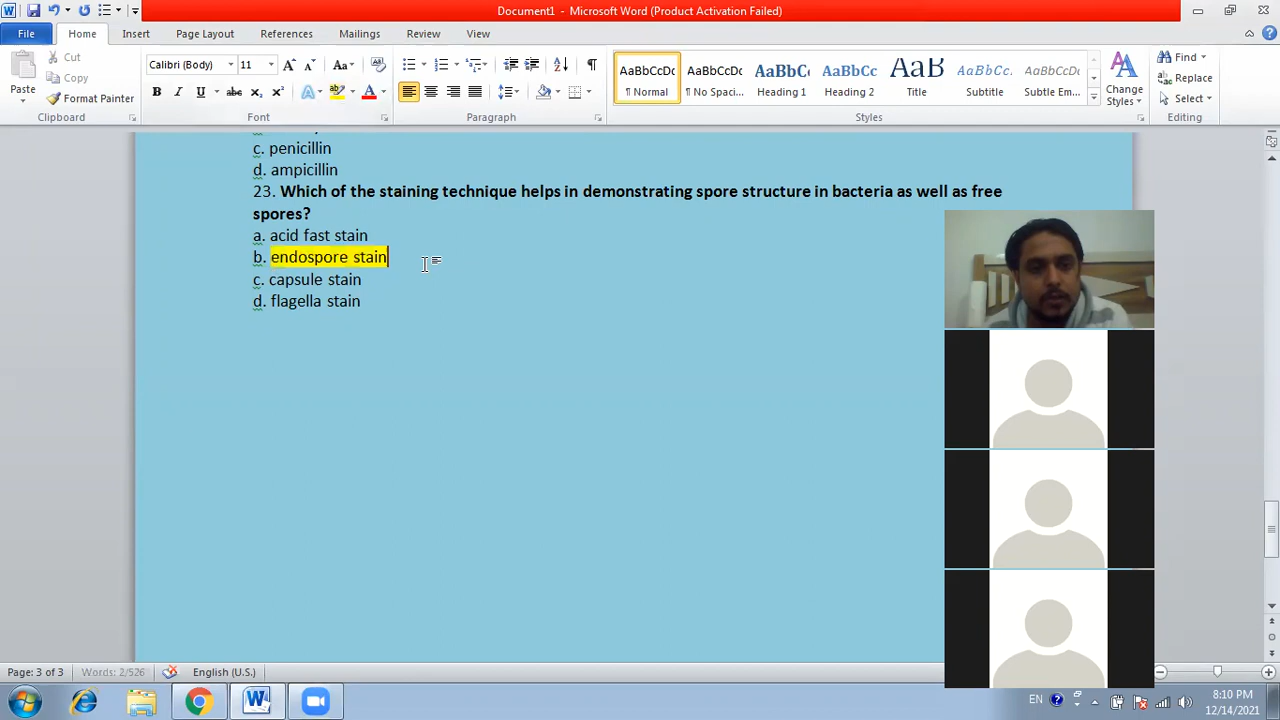 Document1 - Microsoft Word (Product Activation Failed)
File Home Insert Page Layout References Mailings Review View
Paste
Cut
Copy
Format Painter
Clipboard
Calibri (Body) 11
Font
Paragraph
AaBbCcDc AaBbCcDc AaBbCc AaBbCc AaB AaBbCc. AaBbCcDc
¶ Normal ¶ No Spaci... Heading 1 Heading 2 Title Subtitle Subtle Em...
Change
Styles
Styles
Find
Replace
Select
Editing
c. penicillin
d. ampicillin
23. Which of the staining technique helps in demonstrating spore structure in bacteria as well as free
spores?
a. acid fast stain
b. endospore stain
c. capsule stain
d. flagella stain
Page: 3 of 3 Words: 2/526 English (U.S.)
EN
8:10 PM
12/14/2021